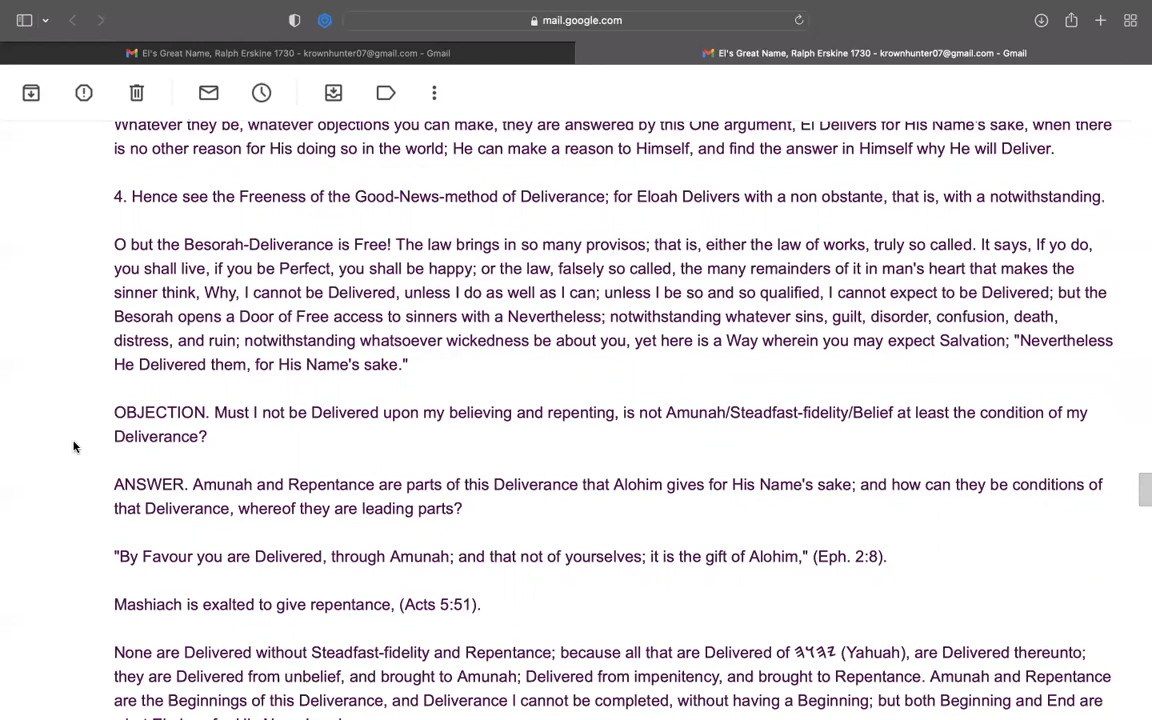 mail.google.com
El's Great Name, Ralph Erskine 1730 - krownhunter07@gmail.com - Gmail
El's Great Name, Ralph Erskine 1730 - krownhunter07@gmail.com - Gmail
Whatever they be, whatever objections you can make, they are answered by this One argument, El Delivers for His Name's sake, when there
is no other reason for His doing so in the world; He can make a reason to Himself, and find the answer in Himself why He will Deliver.
4. Hence see the Freeness of the Good-News-method of Deliverance; for Eloah Delivers with a non obstante, that is, with a notwithstanding.
O but the Besorah-Deliverance is Free! The law brings in so many provisos; that is, either the law of works, truly so called. It says, If yo do,
you shall live, if you be Perfect, you shall be happy; or the law, falsely so called, the many remainders of it in man's heart that makes the
sinner think, Why, I cannot be Delivered, unless I do as well as I can; unless I be so and so qualified, I cannot expect to be Delivered; but the
Besorah opens a Door of Free access to sinners with a Nevertheless; notwithstanding whatever sins, guilt, disorder, confusion, death,
distress, and ruin; notwithstanding whatsoever wickedness be about you, yet here is a Way wherein you may expect Salvation; "Nevertheless
He Delivered them, for His Name's sake."
OBJECTION. Must I not be Delivered upon my believing and repenting, is not Amunah/Steadfast-fidelity/Belief at least the condition of my
Deliverance?
ANSWER. Amunah and Repentance are parts of this Deliverance that Alohim gives for His Name's sake; and how can they be conditions of
that Deliverance, whereof they are leading parts?
"By Favour you are Delivered, through Amunah; and that not of yourselves; it is the gift of Alohim," (Eph. 2:8).
Mashiach is exalted to give repentance, (Acts 5:51).
None are Delivered without Steadfast-fidelity and Repentance; because all that are Delivered of 𐤉𐤄𐤅𐤄 (Yahuah), are Delivered thereunto;
they are Delivered from unbelief, and brought to Amunah; Delivered from impenitency, and brought to Repentance. Amunah and Repentance
are the Beginnings of this Deliverance, and Deliverance I cannot be completed, without having a Beginning; but both Beginning and End are